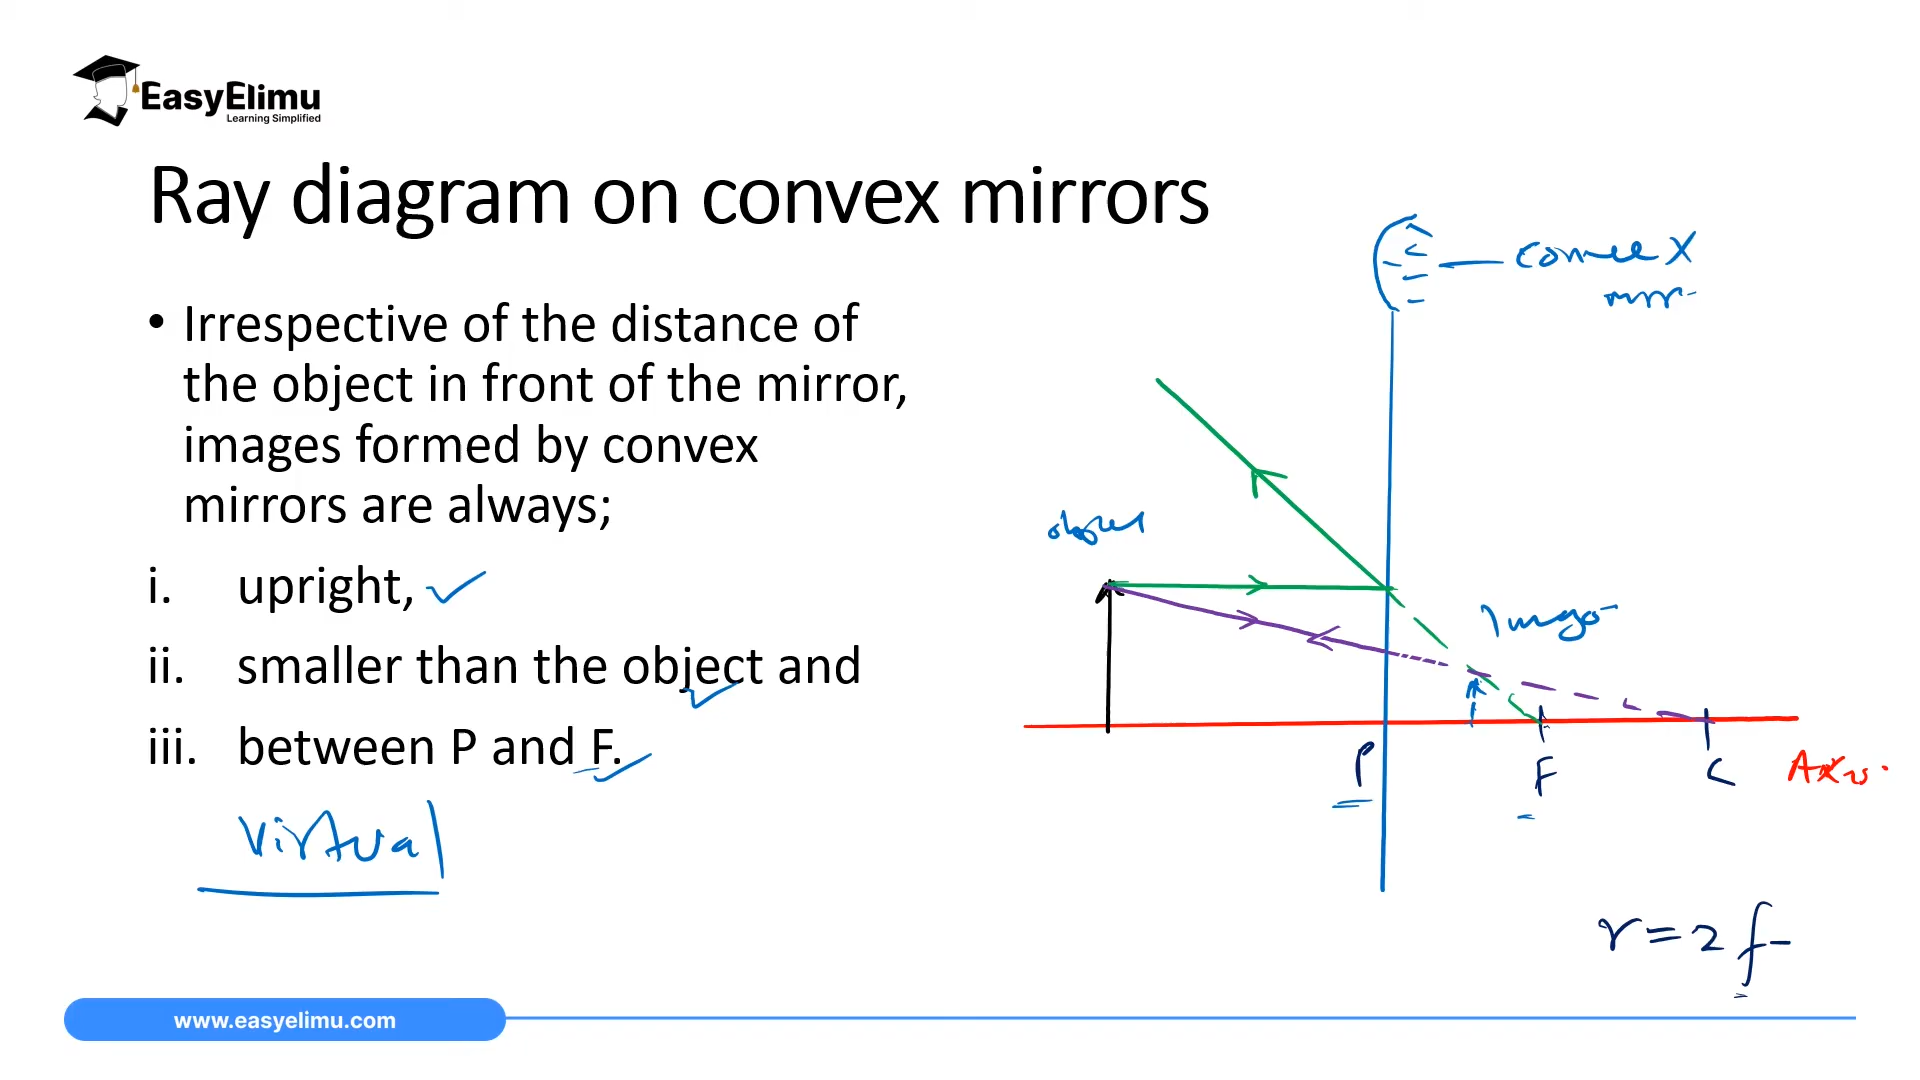 EasyElimu
Learning Simplified
Ray diagram on convex mirrors
• Irrespective of the distance of
the object in front of the mirror,
images formed by convex
mirrors are always;
i. upright,
ii. smaller than the object and
iii. between P and F.
virtual
convex
object
Image
P
F
C
Axis
r = 2f
www.easyelimu.com